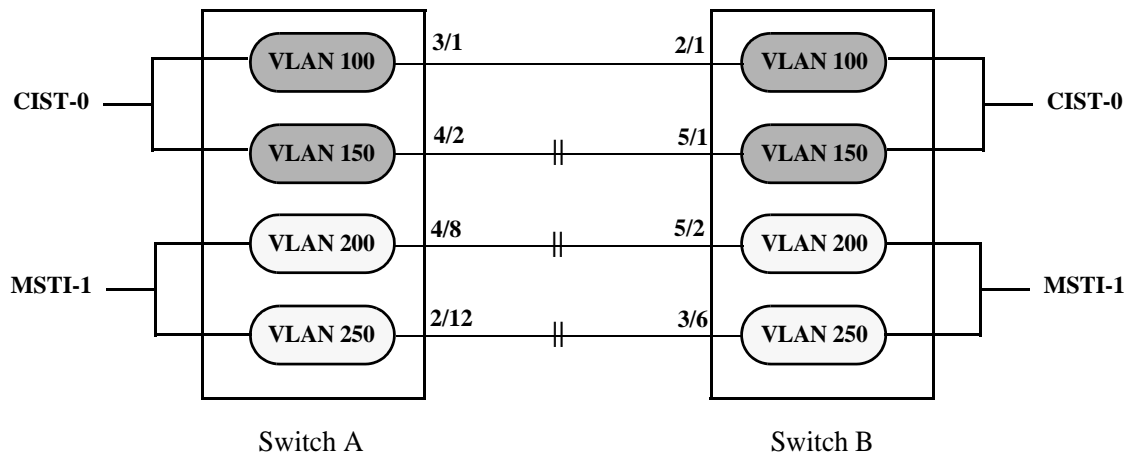 3/1 2/1
VLAN 100 VLAN 100
CIST-0 CIST-0
4/2 5/1
VLAN 150 VLAN 150
4/8 5/2
VLAN 200 VLAN 200
MSTI-1 MSTI-1
2/12 3/6
VLAN 250 VLAN 250
Switch A Switch B